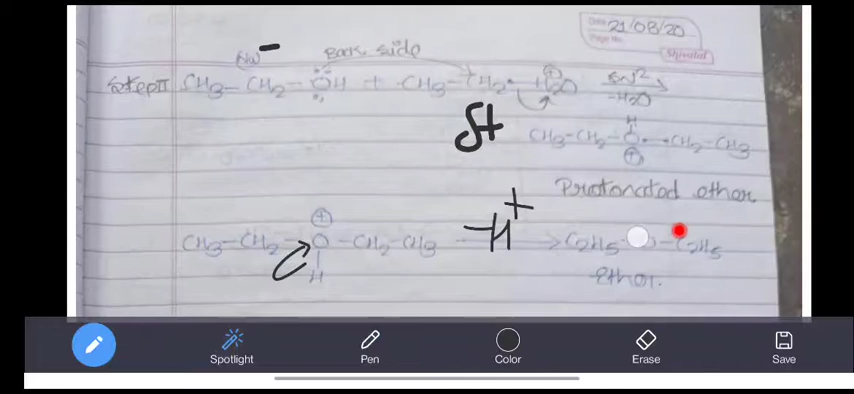 Date 21/08/20
Page No.
Shivalal
Nu−
Back side
Step II CH3–CH2–ÖH + CH3–CH2–H2O SN2
−H2O
St
H
CH3–CH2–O–CH2–CH3
⊕
Protonated ether
⊕
CH3–CH2–O–CH2–CH3 −H+ → C2H5 – C2H5
H
Ether.
Spotlight
Pen
Color
Erase
Save